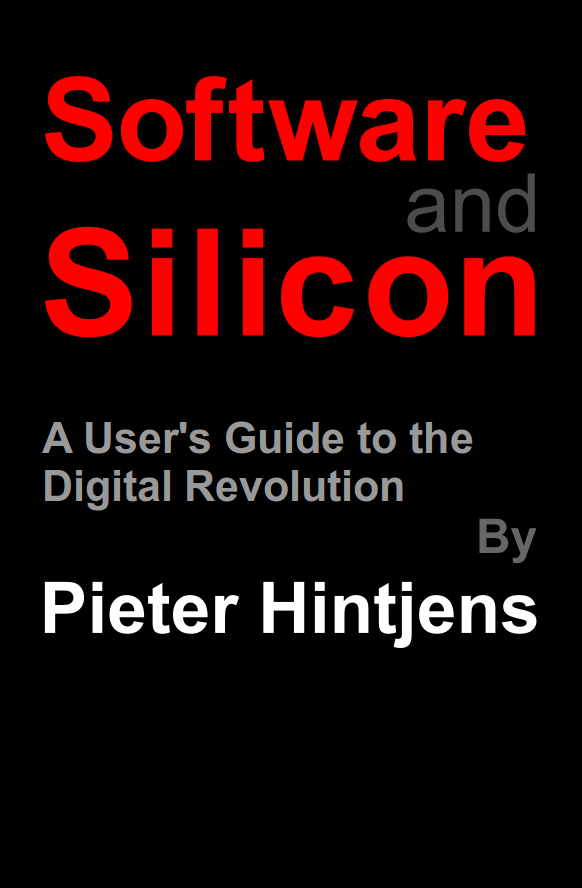 Software
and
Silicon
A User's Guide to the
Digital Revolution
By
Pieter Hintjens